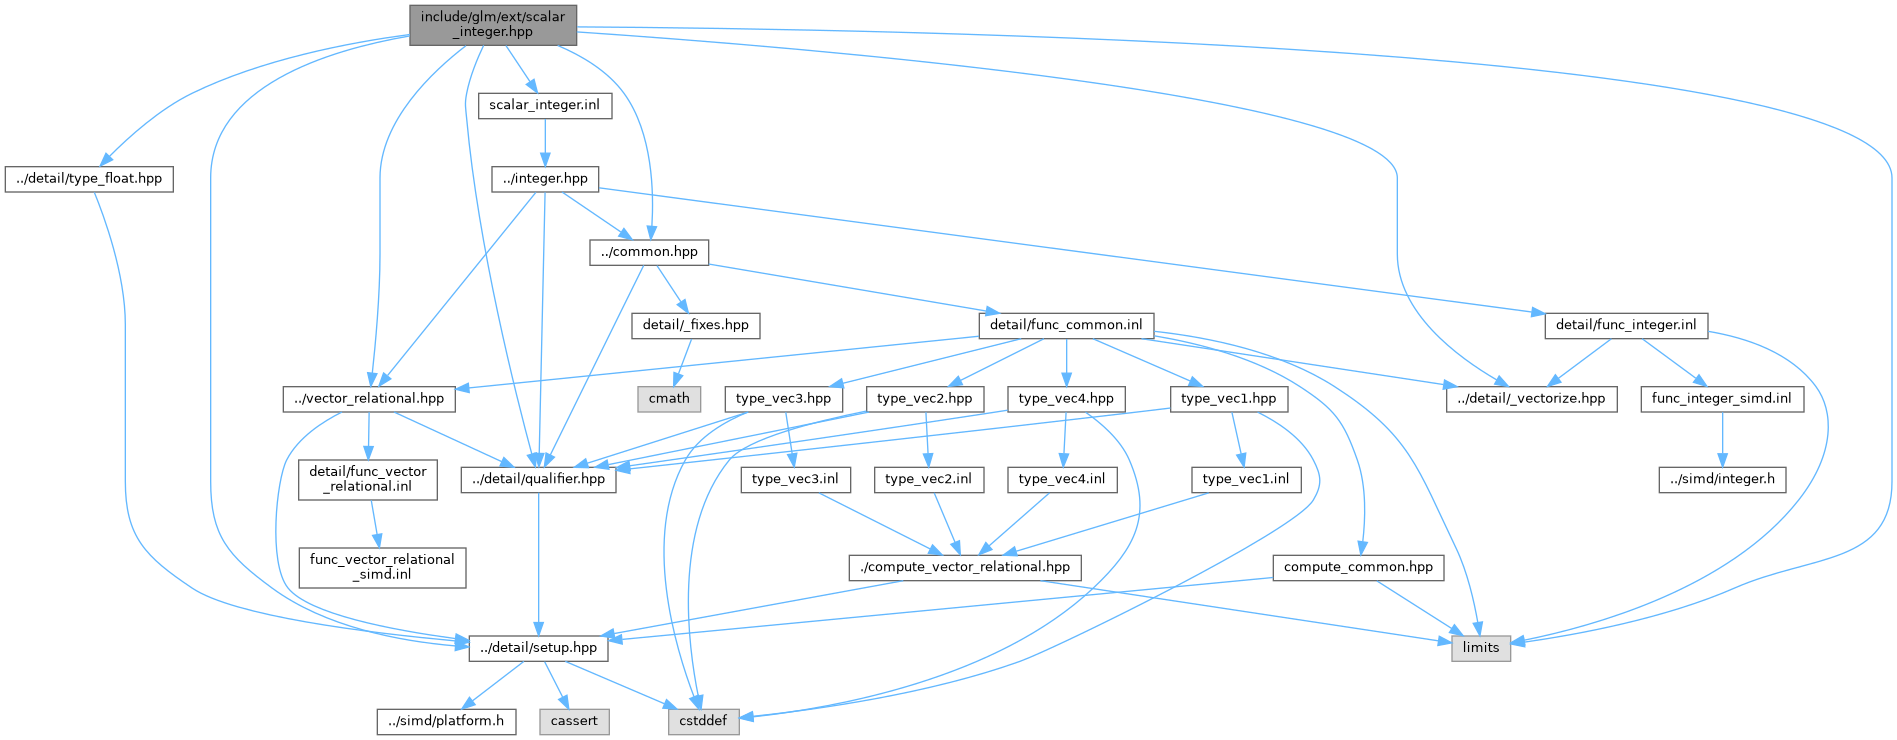 include/glm/ext/scalar
_integer.hpp
scalar_integer.inl
../detail/type_float.hpp
../integer.hpp
../common.hpp
detail/_fixes.hpp
detail/func_common.inl
detail/func_integer.inl
../vector_relational.hpp
cmath
type_vec3.hpp
type_vec2.hpp
type_vec4.hpp
type_vec1.hpp
../detail/_vectorize.hpp
func_integer_simd.inl
detail/func_vector
_relational.inl
../detail/qualifier.hpp
type_vec3.inl
type_vec2.inl
type_vec4.inl
type_vec1.inl
../simd/integer.h
func_vector_relational
_simd.inl
./compute_vector_relational.hpp
compute_common.hpp
../detail/setup.hpp
limits
../simd/platform.h
cassert
cstddef